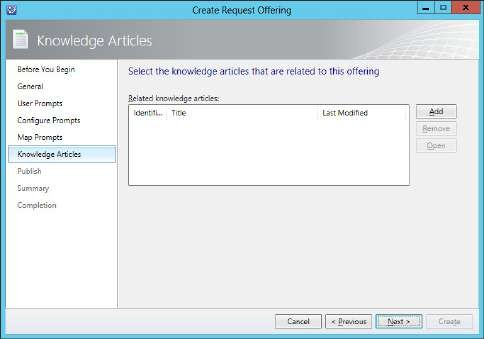 Create Request Offering
Knowledge Articles
Before You Begin
General
User Prompts
Configure Prompts
Map Prompts
Knowledge Articles
Publish
Summary
Completion
Select the knowledge articles that are related to this offering
Related knowledge articles:
Identifi... Title Last Modified
Add
Remove
Open
Cancel < Previous Next > Create